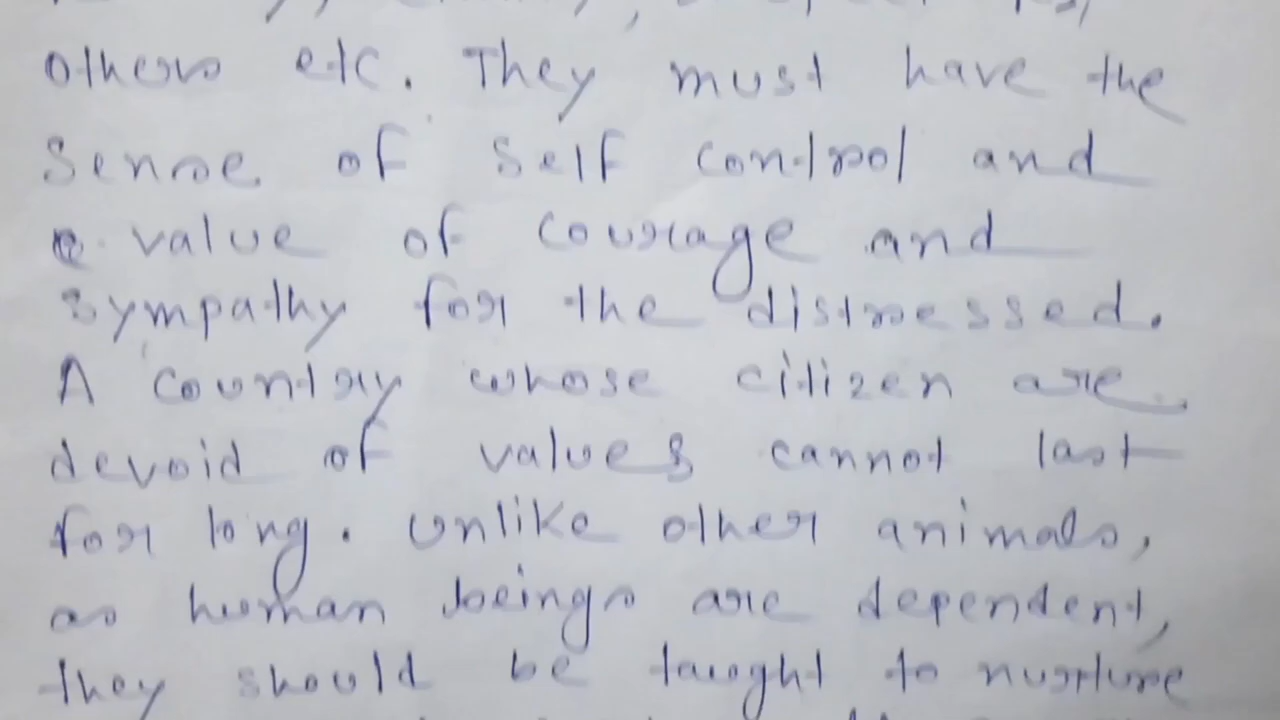 others etc. They must have the
sense of self control and
value of courage and
sympathy for the distressed.
A country whose citizen are
devoid of values cannot last
for long. Unlike other animals,
as human beings are dependent,
they should be taught to nurture